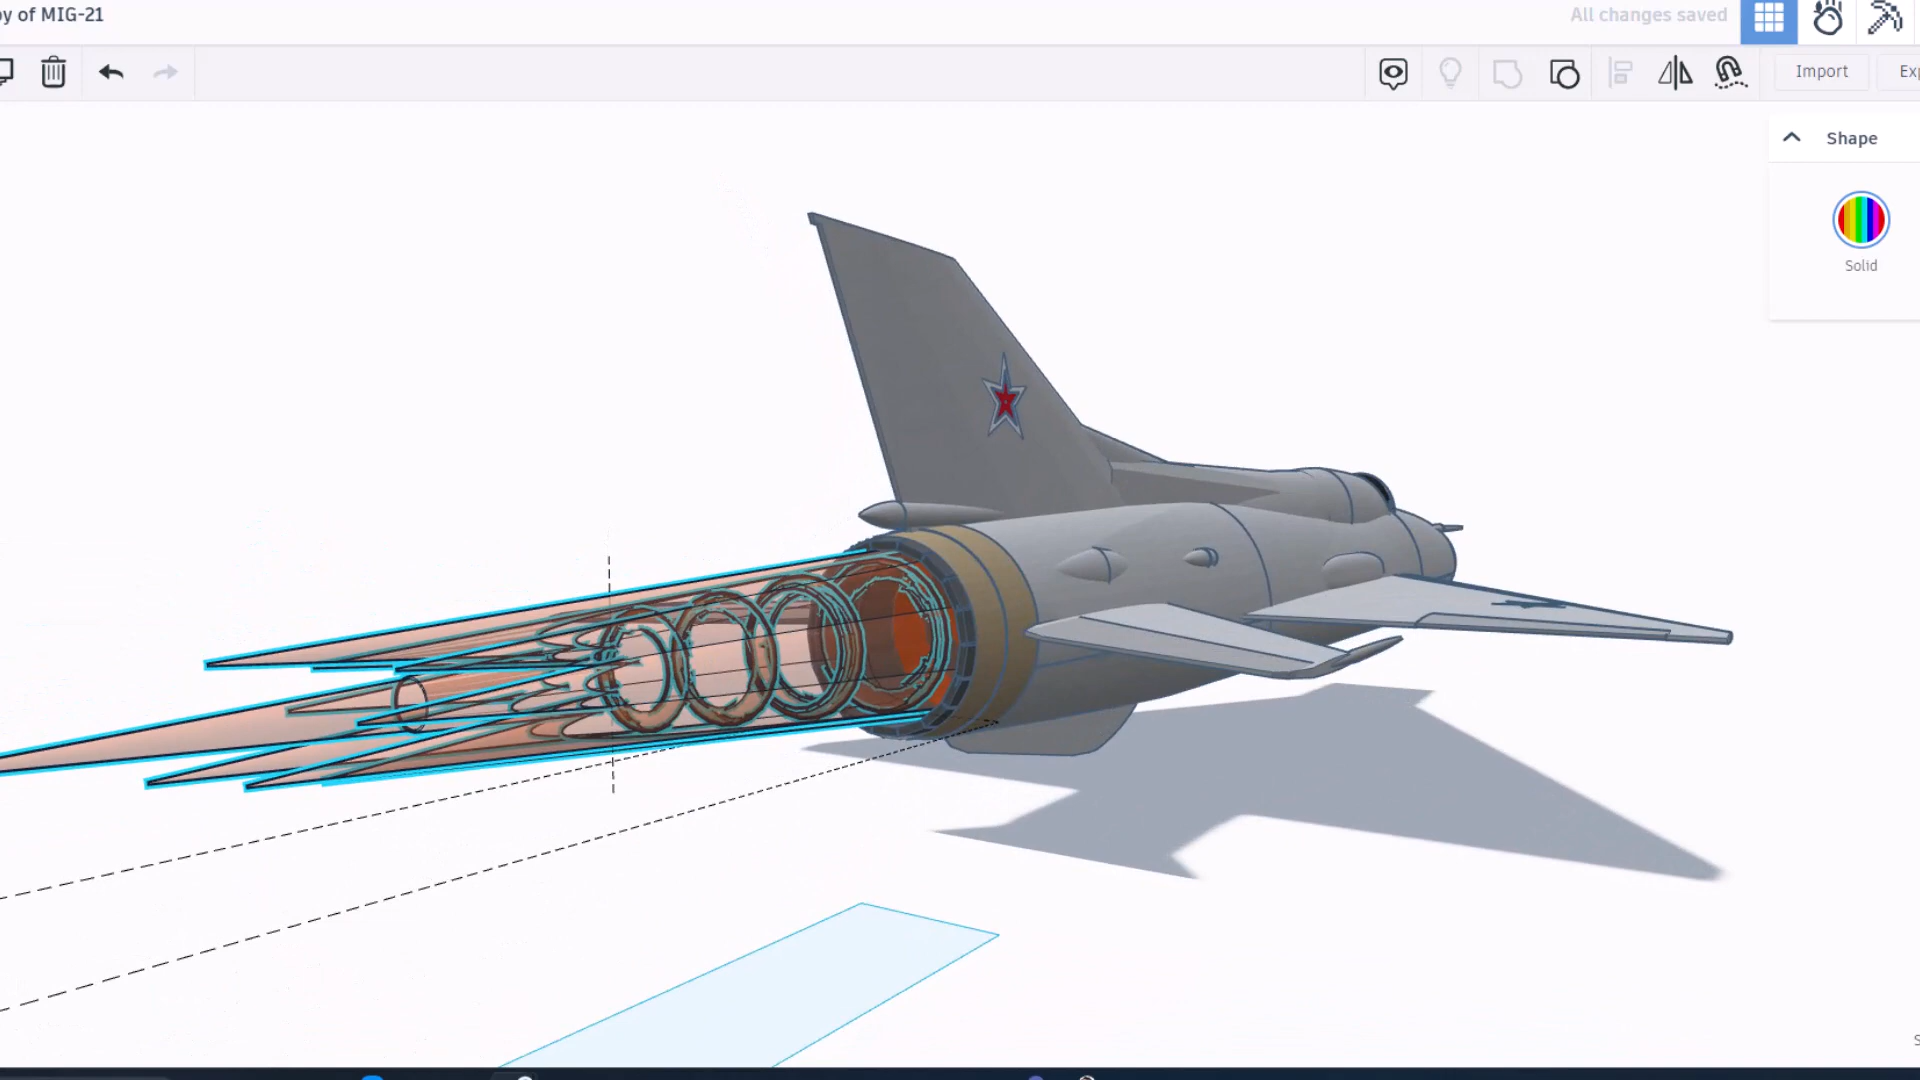 y of MIG-21
All changes saved
Import
Shape
Solid